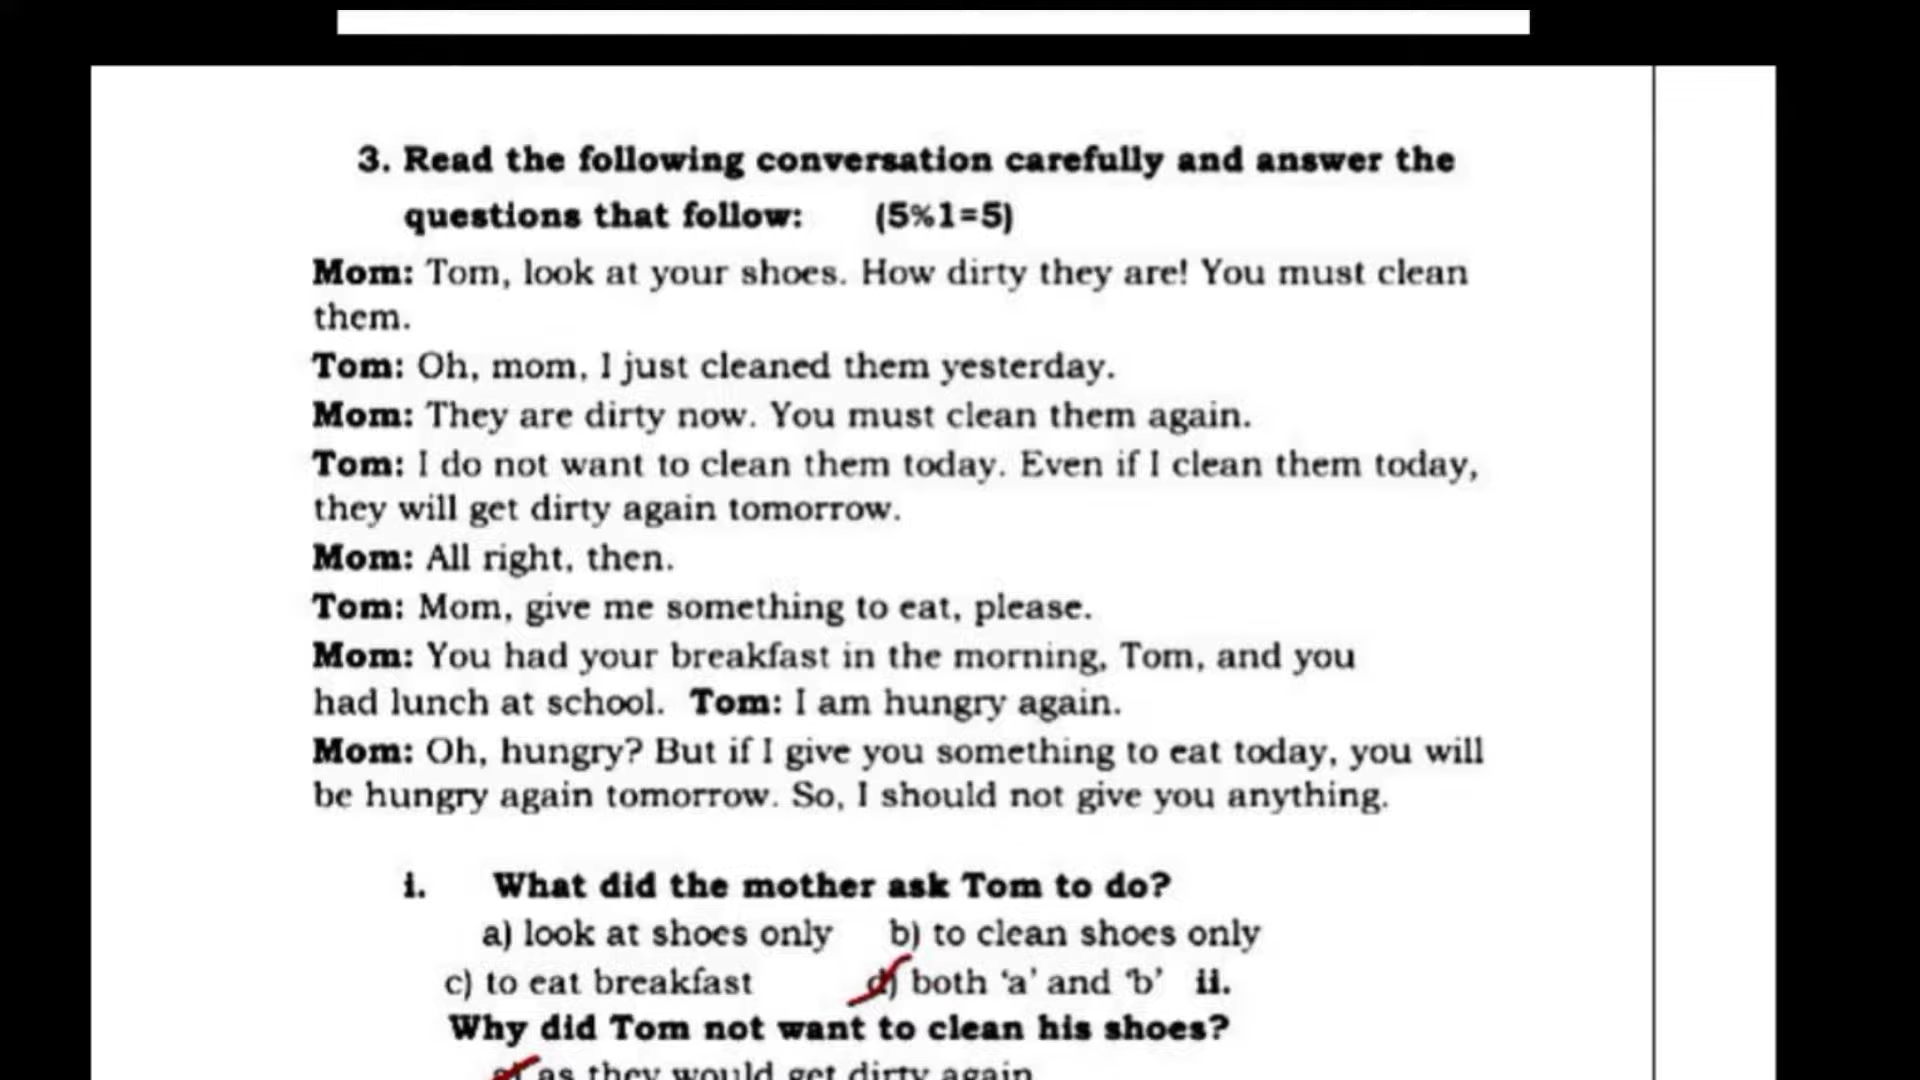 3. Read the following conversation carefully and answer the
questions that follow: (5%1=5)
Mom: Tom, look at your shoes. How dirty they are! You must clean
them.
Tom: Oh, mom, I just cleaned them yesterday.
Mom: They are dirty now. You must clean them again.
Tom: I do not want to clean them today. Even if I clean them today,
they will get dirty again tomorrow.
Mom: All right, then.
Tom: Mom, give me something to eat, please.
Mom: You had your breakfast in the morning, Tom, and you
had lunch at school. Tom: I am hungry again.
Mom: Oh, hungry? But if I give you something to eat today, you will
be hungry again tomorrow. So, I should not give you anything.
i. What did the mother ask Tom to do?
a) look at shoes only b) to clean shoes only
c) to eat breakfast d) both ‘a’ and ‘b’ ii.
Why did Tom not want to clean his shoes?
a) as they would get dirty again